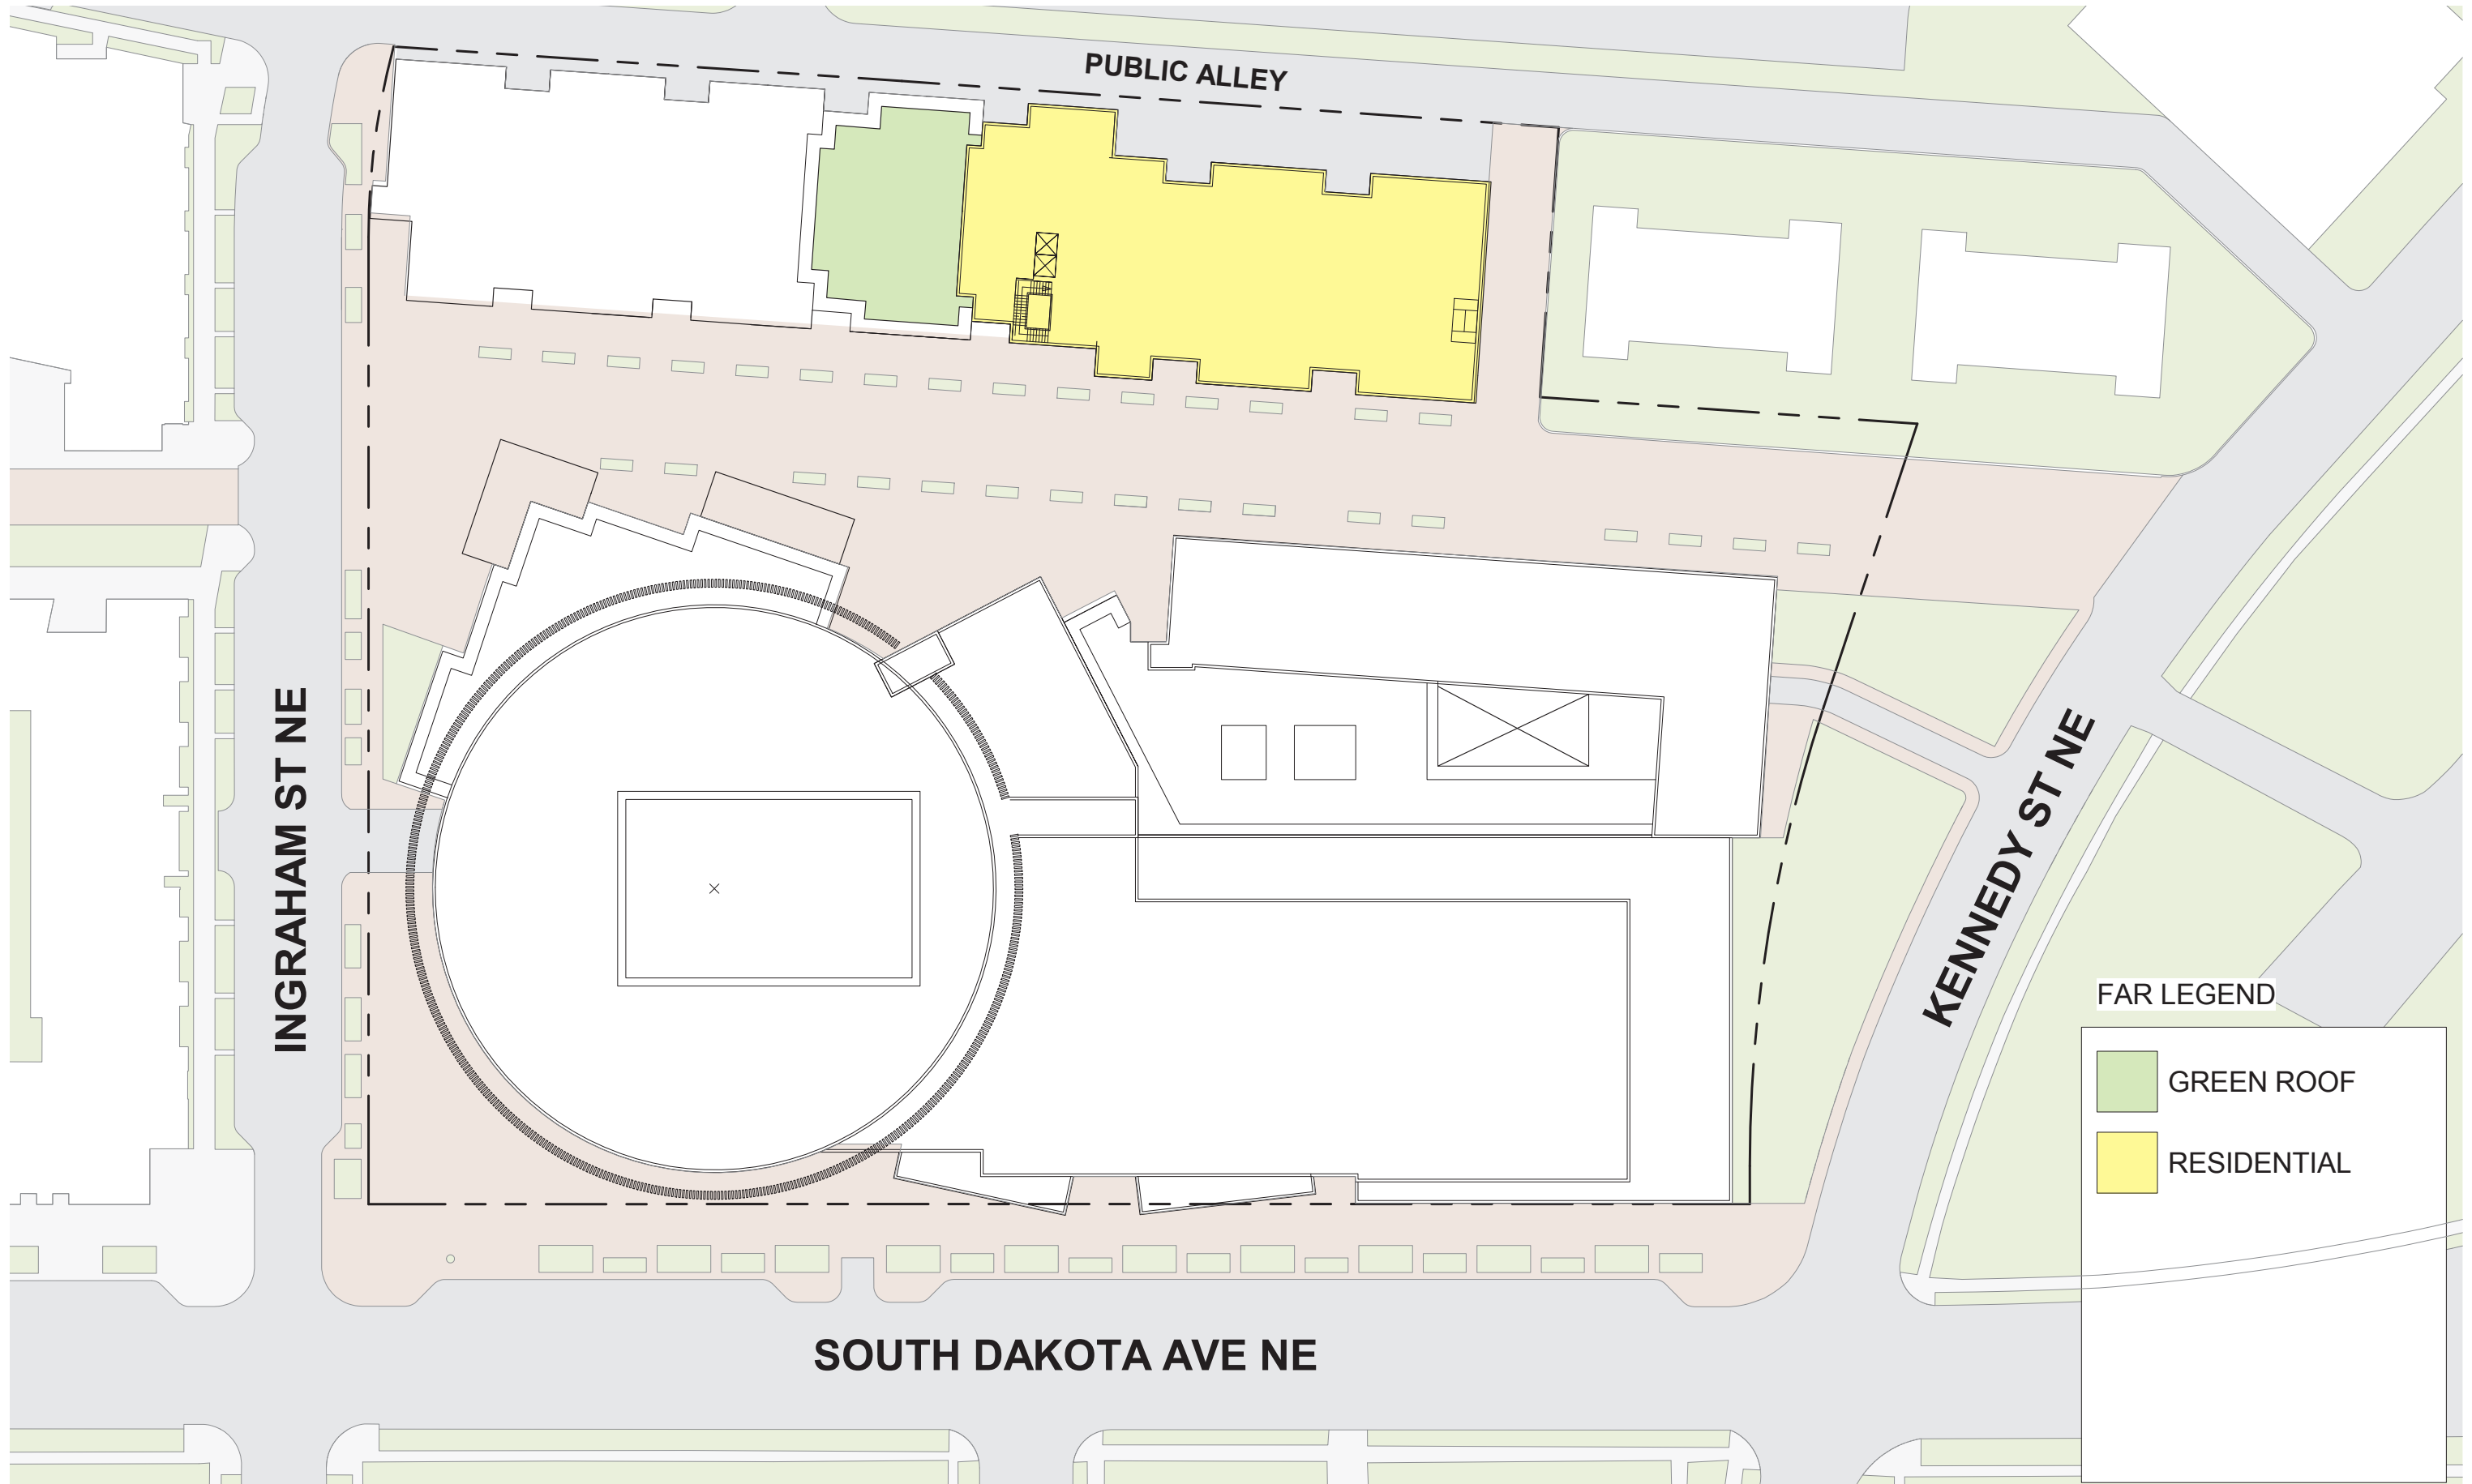 PUBLIC ALLEY
INGRAHAM ST NE
KENNEDY ST NE
FAR LEGEND
GREEN ROOF
RESIDENTIAL
SOUTH DAKOTA AVE NE